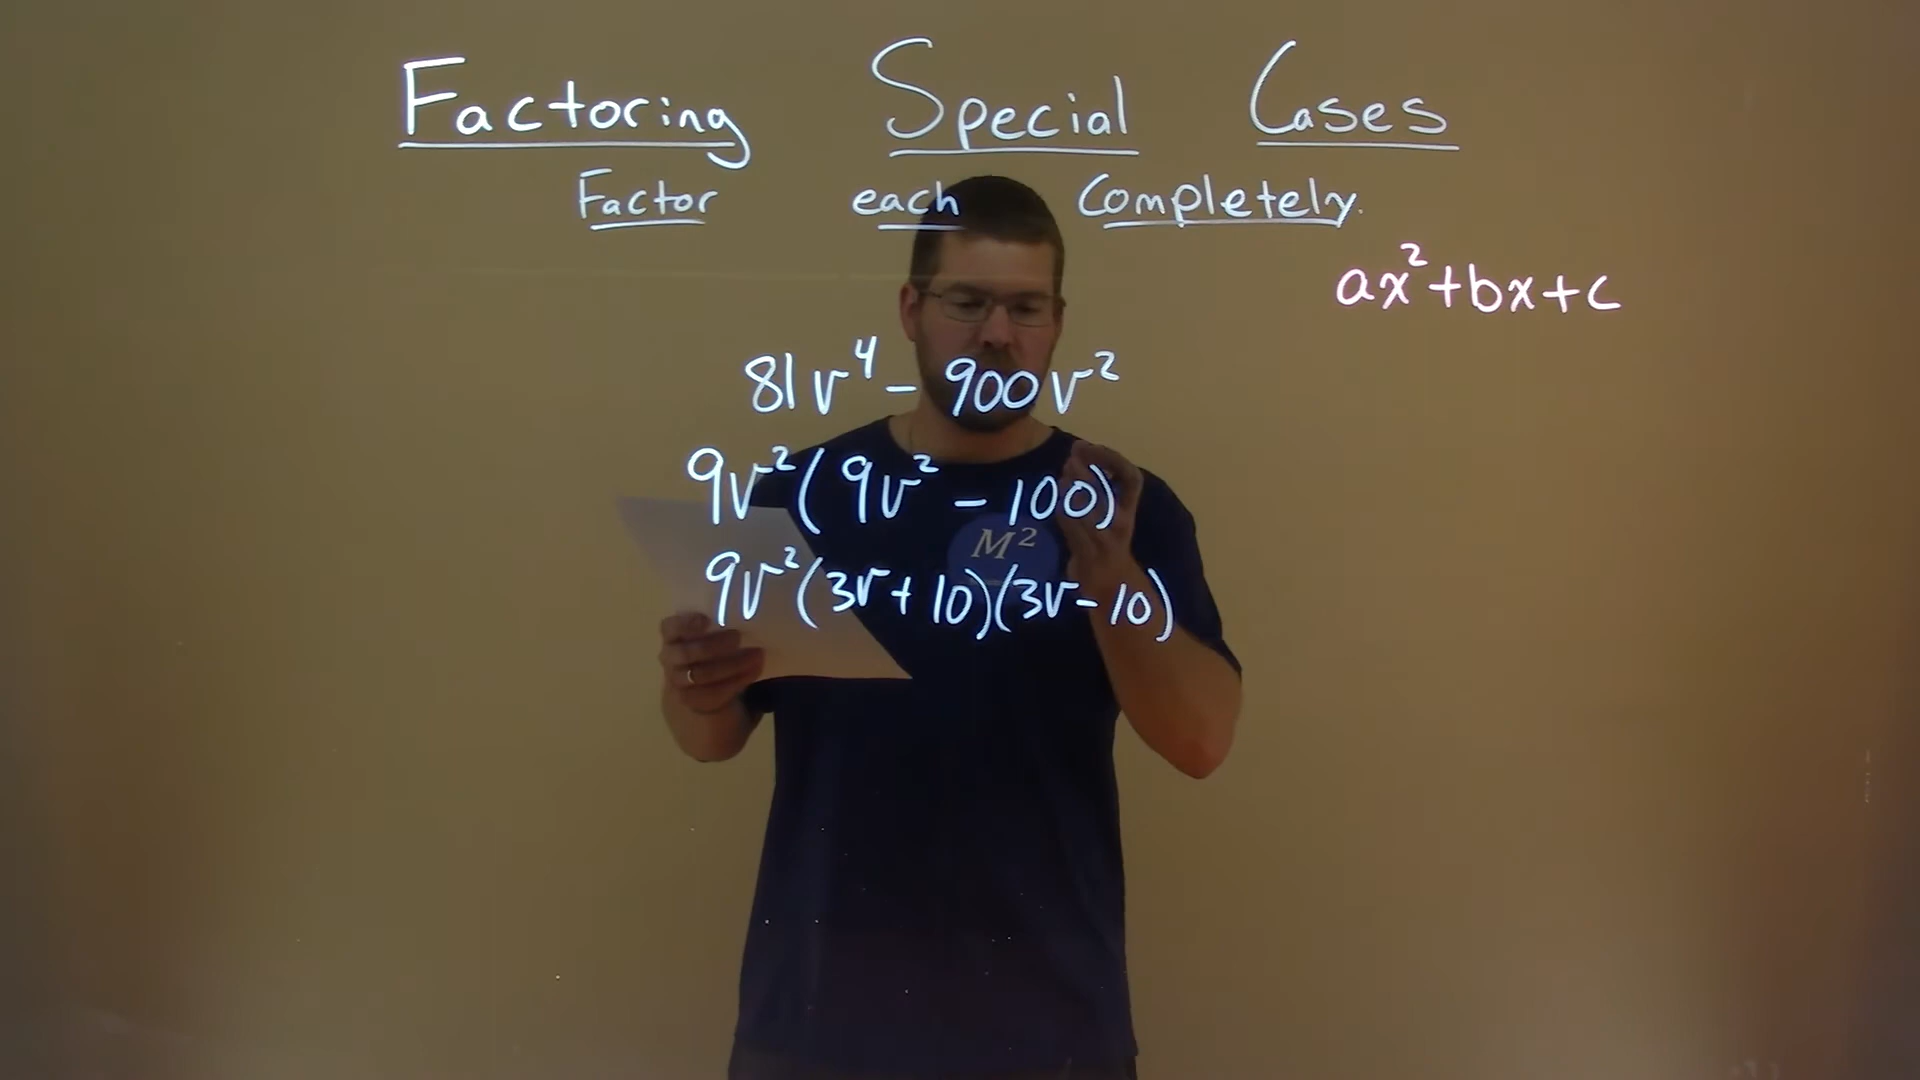 Factoring Special Cases
Factor each Completely.
ax²+bx+c
81v⁴ - 900v²
9v²(9v² - 100)
M²
9v²(3v + 10)(3v - 10)